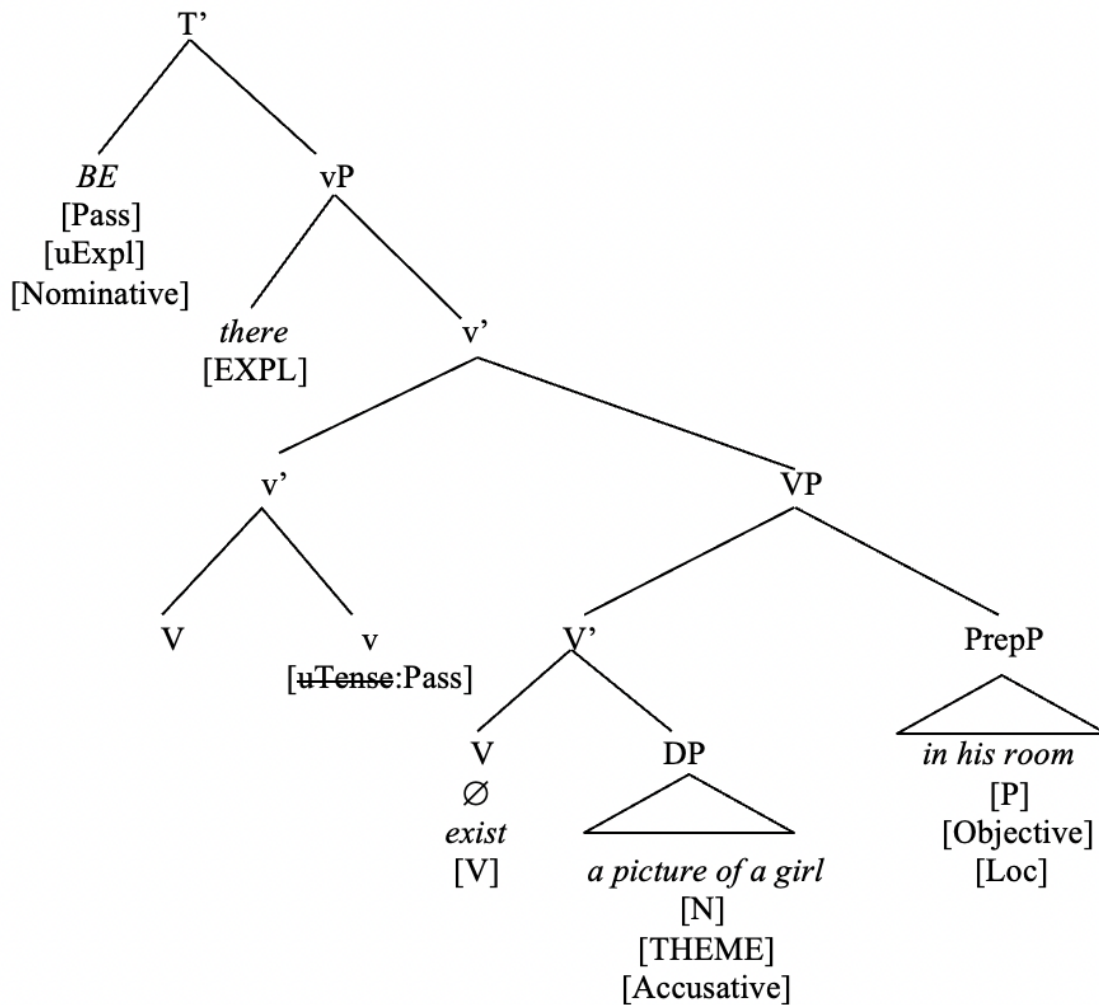 T’
BE
[Pass]
[uExpl]
[Nominative]
vP
there
[EXPL]
v’
v’
VP
V
v
[uTense:Pass]
V’
PrepP
V
∅
exist
[V]
DP
a picture of a girl
[N]
[THEME]
[Accusative]
in his room
[P]
[Objective]
[Loc]